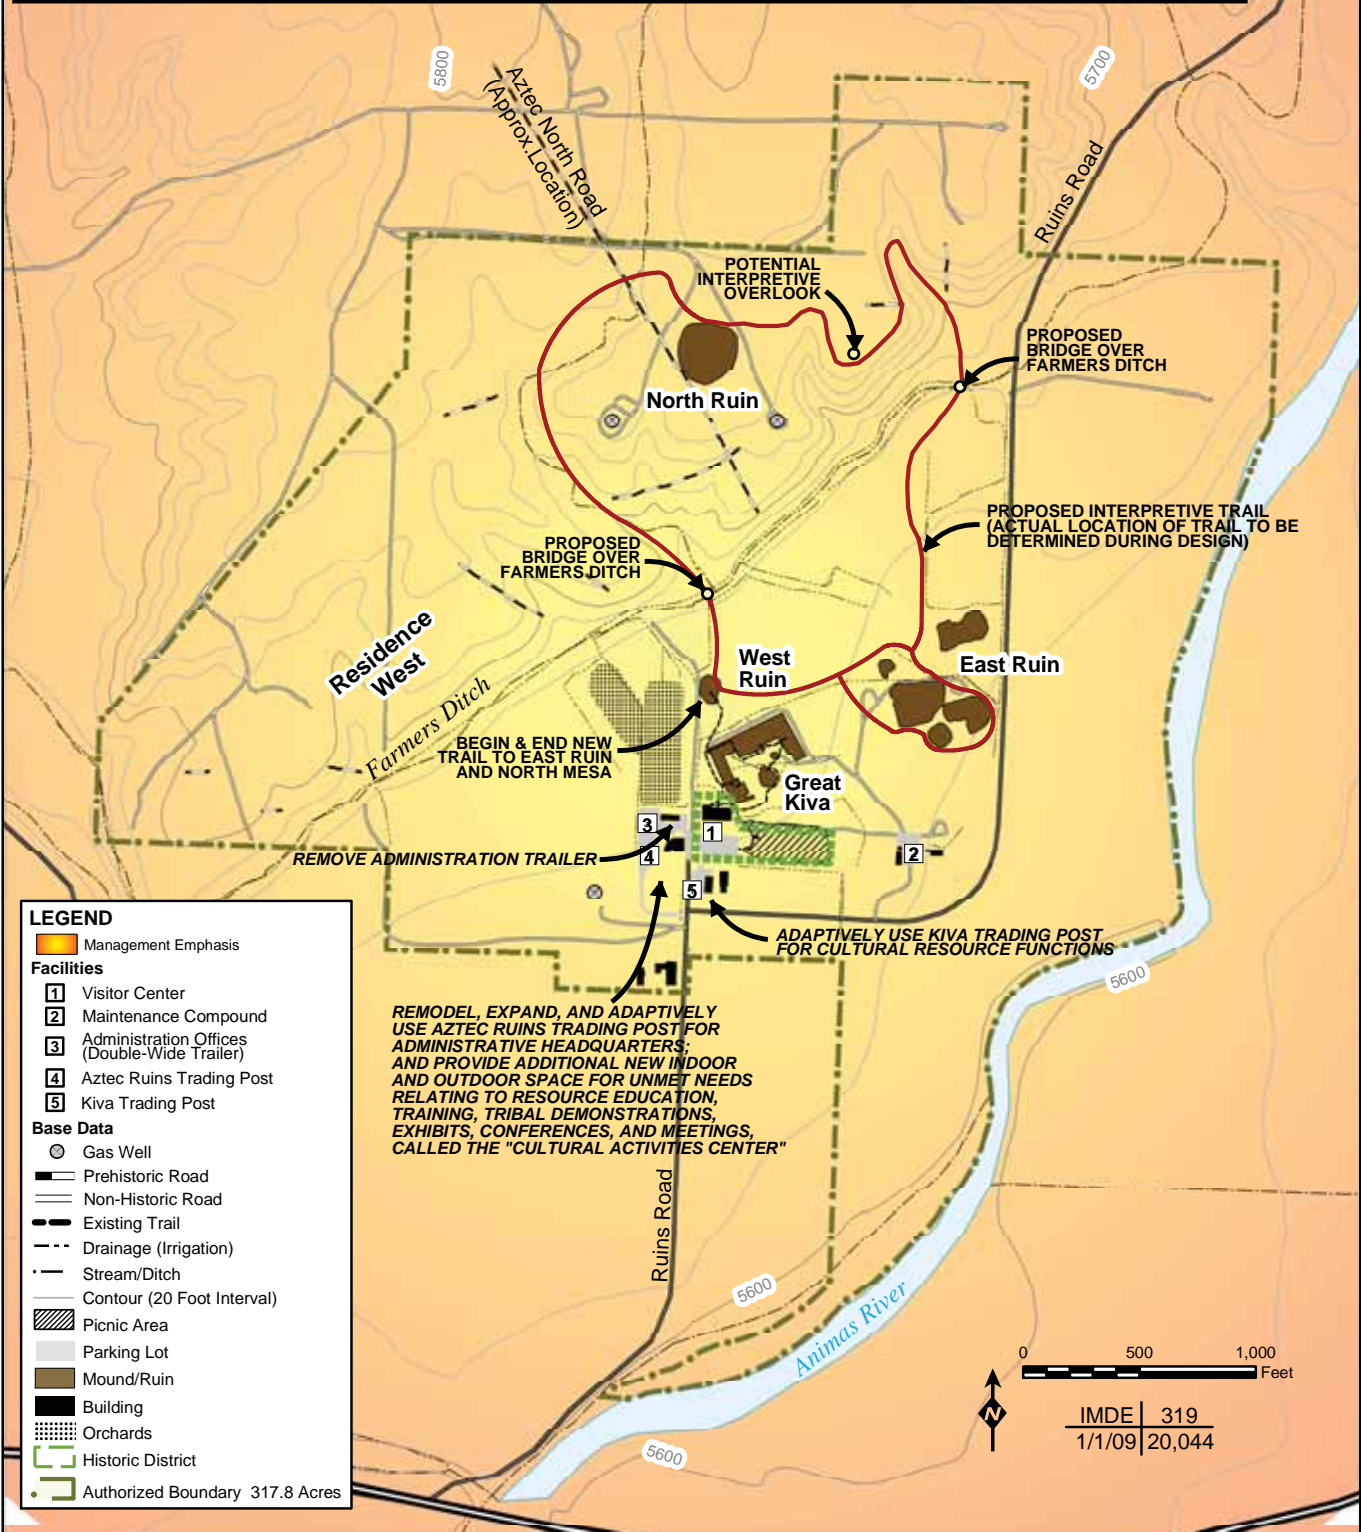 5800
5700
Aztec North Road
(Approx.Location)
Ruins Road
POTENTIAL
INTERPRETIVE
OVERLOOK
PROPOSED
BRIDGE OVER
FARMERS DITCH
North Ruin
PROPOSED INTERPRETIVE TRAIL
(ACTUAL LOCATION OF TRAIL TO BE
DETERMINED DURING DESIGN)
PROPOSED
BRIDGE OVER
FARMERS DITCH
Residence
West
West
Ruin
East Ruin
Farmers Ditch
BEGIN & END NEW
TRAIL TO EAST RUIN
AND NORTH MESA
Great
Kiva
3
1
4
2
REMOVE ADMINISTRATION TRAILER
5
ADAPTIVELY USE KIVA TRADING POST
FOR CULTURAL RESOURCE FUNCTIONS
5600
REMODEL, EXPAND, AND ADAPTIVELY
USE AZTEC RUINS TRADING POST FOR
ADMINISTRATIVE HEADQUARTERS;
AND PROVIDE ADDITIONAL NEW INDOOR
AND OUTDOOR SPACE FOR UNMET NEEDS
RELATING TO RESOURCE EDUCATION,
TRAINING, TRIBAL DEMONSTRATIONS,
EXHIBITS, CONFERENCES, AND MEETINGS,
CALLED THE "CULTURAL ACTIVITIES CENTER"
Ruins Road
5600
Animas River
5600
LEGEND
Management Emphasis
Facilities
1 Visitor Center
2 Maintenance Compound
3 Administration Offices
(Double-Wide Trailer)
4 Aztec Ruins Trading Post
5 Kiva Trading Post
Base Data
Gas Well
Prehistoric Road
Non-Historic Road
Existing Trail
Drainage (Irrigation)
Stream/Ditch
Contour (20 Foot Interval)
Picnic Area
Parking Lot
Mound/Ruin
Building
Orchards
Historic District
Authorized Boundary 317.8 Acres
0 500 1,000
Feet
N
IMDE 319
1/1/09 20,044